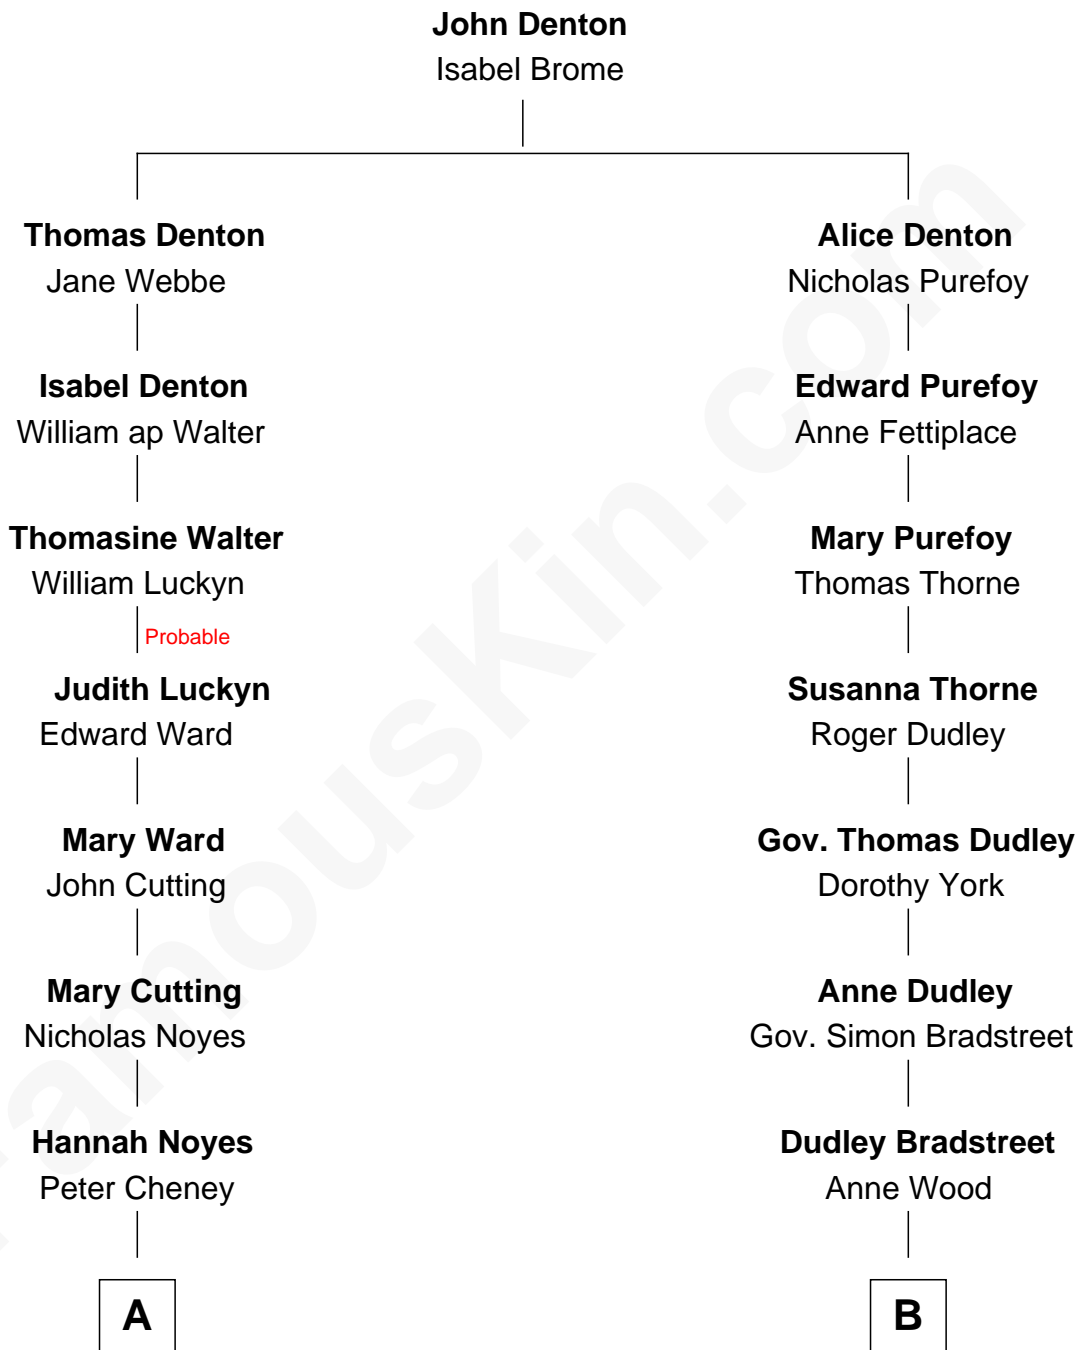 John Denton
Isabel Brome
Thomas Denton
Jane Webbe
Isabel Denton
William ap Walter
Thomasine Walter
William Luckyn
Probable
Judith Luckyn
Edward Ward
Mary Ward
John Cutting
Mary Cutting
Nicholas Noyes
Hannah Noyes
Peter Cheney
A
Alice Denton
Nicholas Purefoy
Edward Purefoy
Anne Fettiplace
Mary Purefoy
Thomas Thorne
Susanna Thorne
Roger Dudley
Gov. Thomas Dudley
Dorothy York
Anne Dudley
Gov. Simon Bradstreet
Dudley Bradstreet
Anne Wood
B
FamousKin.com